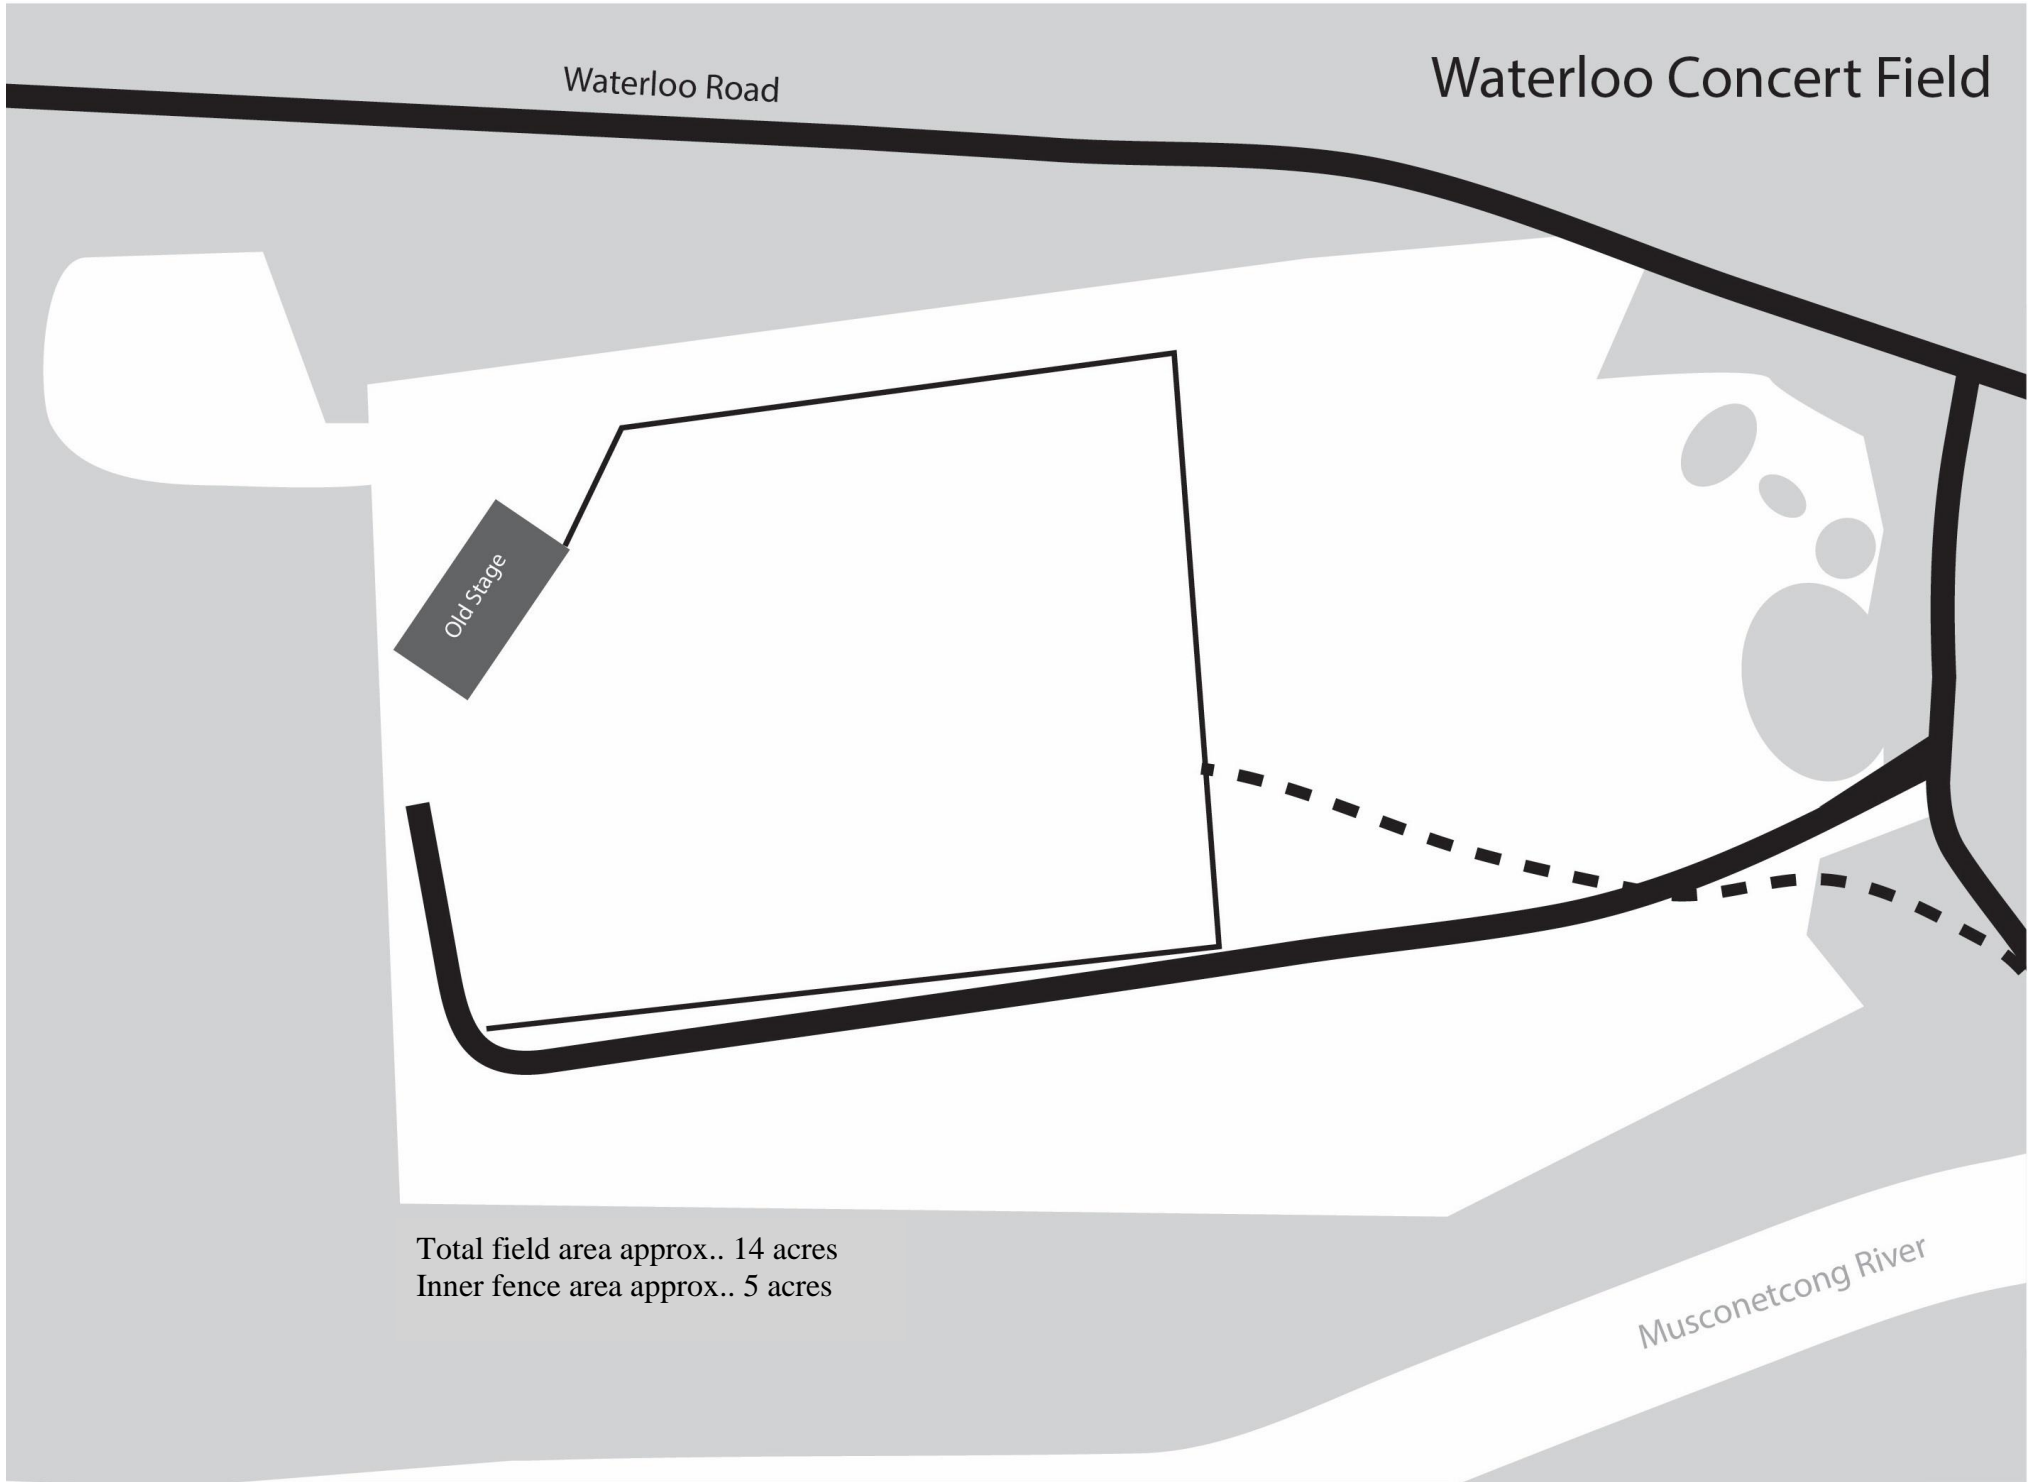 Waterloo Concert Field
Waterloo Road
Old Stage
Total field area approx.. 14 acres
Inner fence area approx.. 5 acres
Musconetcong River